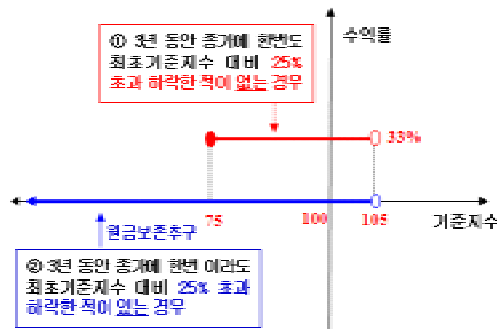 ① 3년 동안 종가에 한번도
최초기준지수 대비 25%
초과 하락한 적이 없는 경우
수익률
33%
75
100
105
기준지수
원금보존추구
② 3년 동안 종가에 한번 이라도
최초기준지수 대비 25% 초과
하락한 적이 있는 경우